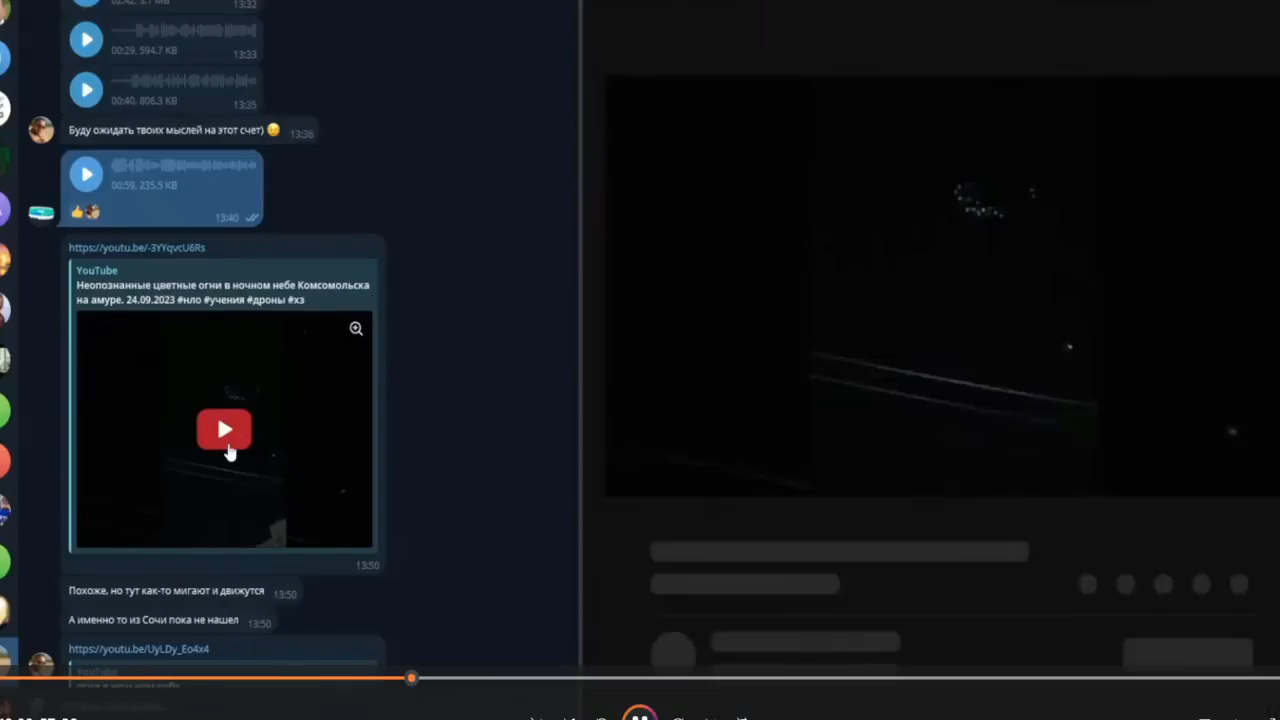 13:32
00:29, 594,7 KB
13:33
00:40, 806,3 KB
13:35
Буду ожидать твоих мыслей на этот счет)
13:36
00:59, 235,5 KB
13:40
https://youtu.be/-3YYqvcU6Rs
YouTube
Неопознанные цветные огни в ночном небе Комсомольска
на амуре. 24.09.2023 #нло #учения #дроны #хз
13:50
Похоже, но тут как-то мигают и движутся 13:50
А именно то из Сочи пока не нашел 13:50
https://youtu.be/UyLDy_Eo4x4
YouTube